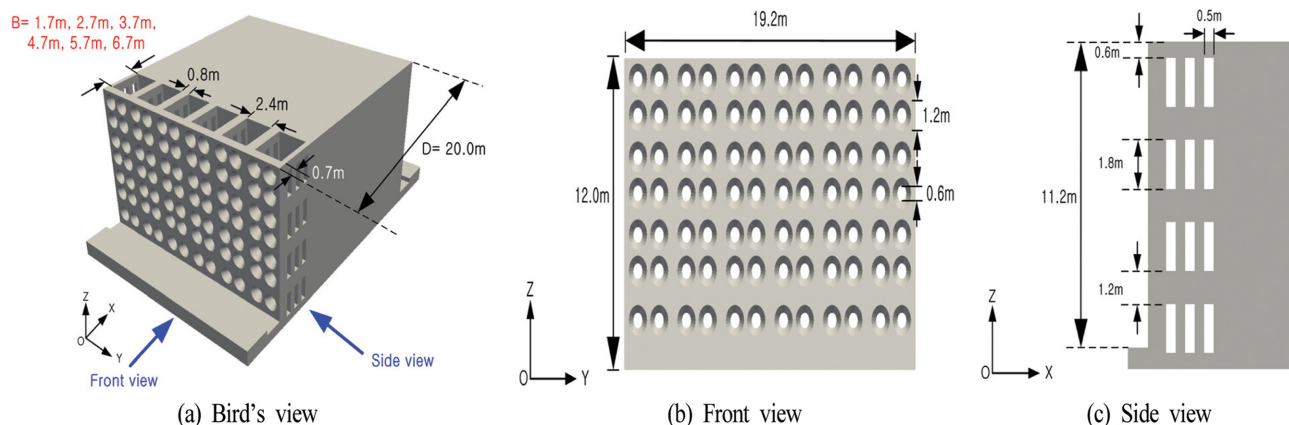 B= 1.7m, 2.7m, 3.7m,
4.7m, 5.7m, 6.7m
0.8m
2.4m
D= 20.0m
0.7m
Z
X
O
Y
Front view
Side view
(a) Bird's view
19.2m
12.0m
1.2m
0.6m
Z
O
Y
(b) Front view
0.5m
0.6m
11.2m
1.8m
1.2m
Z
O
X
(c) Side view